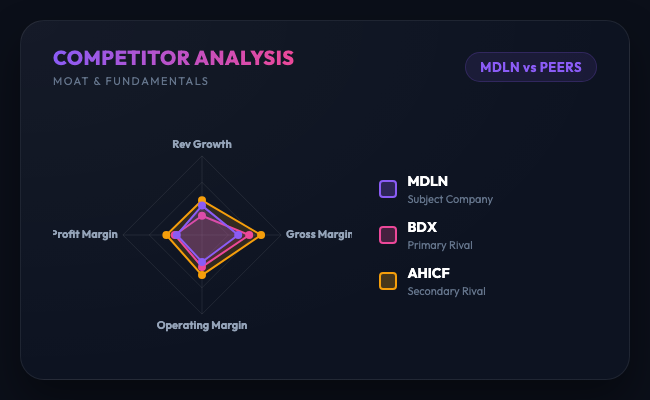 COMPETITOR ANALYSIS
MOAT & FUNDAMENTALS
MDLN vs PEERS
Rev Growth
Profit Margin
Gross Margin
Operating Margin
MDLN
Subject Company
BDX
Primary Rival
AHICF
Secondary Rival